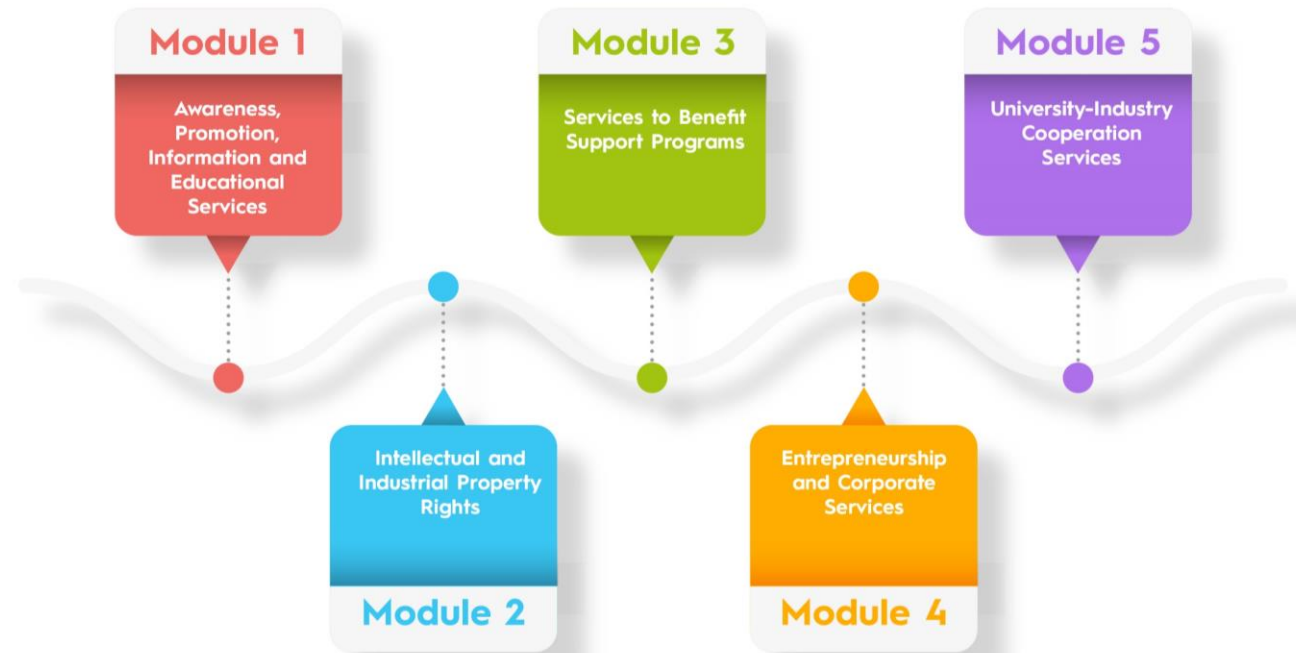 Module 1
Awareness,
Promotion,
Information and
Educational
Services
Intellectual and
Industrial Property
Rights
Module 2
Module 3
Services to Benefit
Support Programs
Entrepreneurship
and Corporate
Services
Module 4
Module 5
University-Industry
Cooperation
Services